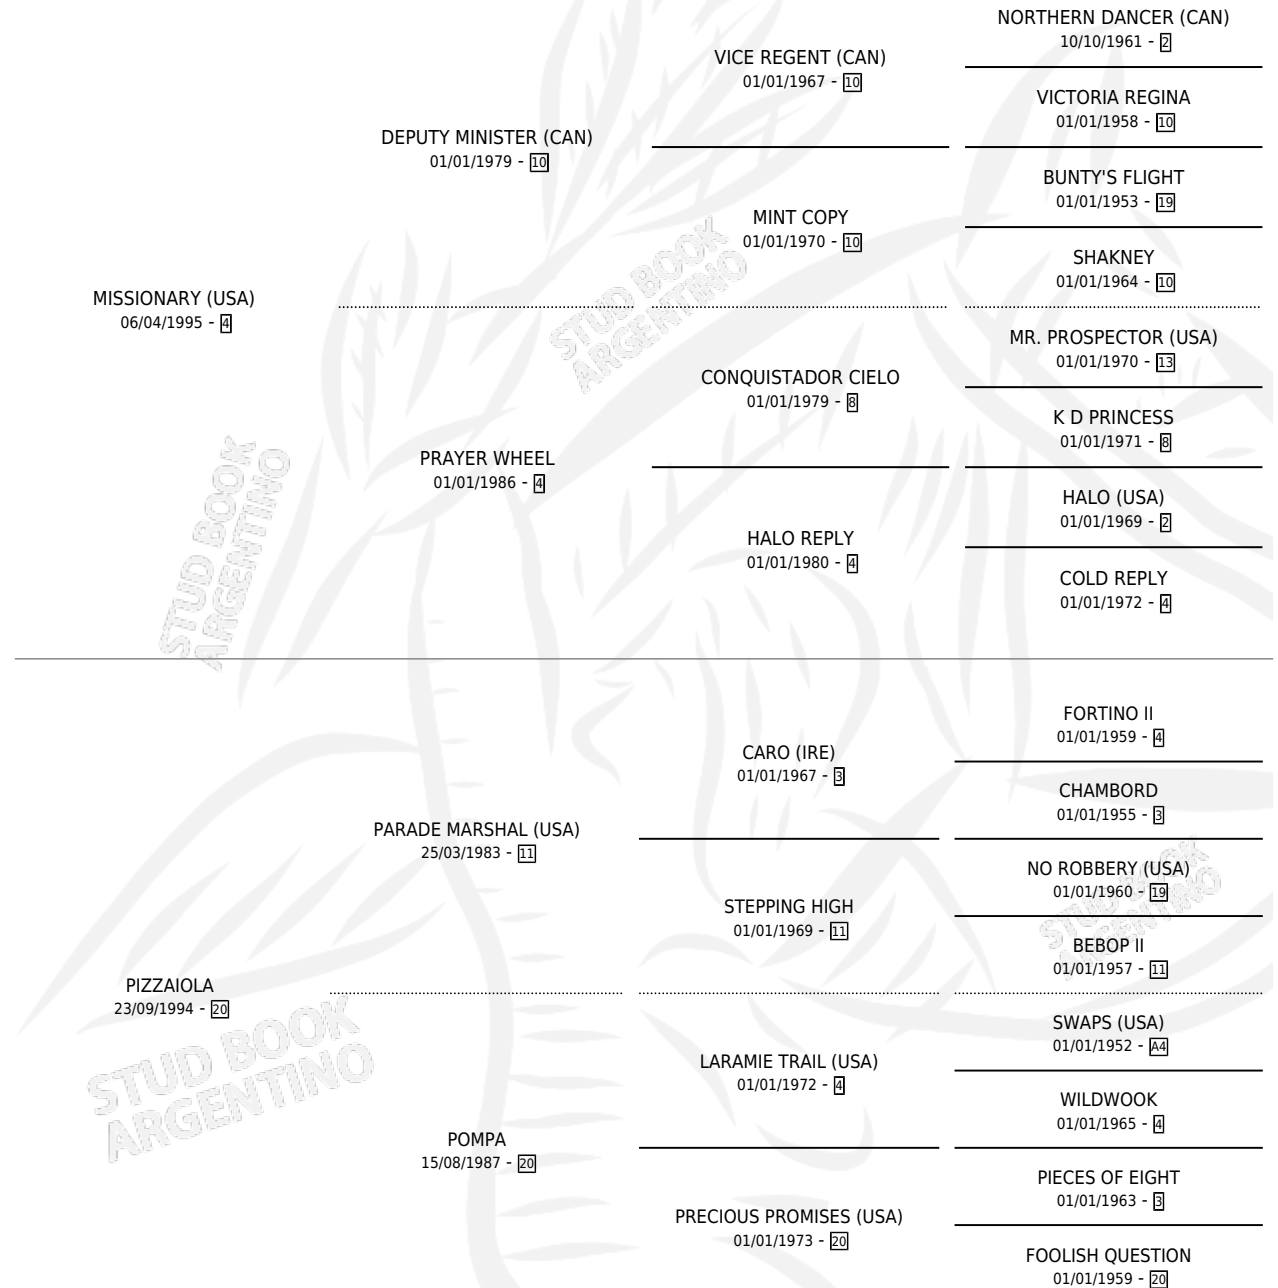 NORTHERN DANCER (CAN)
10/10/1961 - 2
VICE REGENT (CAN)
01/01/1967 - 10
VICTORIA REGINA
01/01/1958 - 10
DEPUTY MINISTER (CAN)
01/01/1979 - 10
BUNTY'S FLIGHT
01/01/1953 - 19
MINT COPY
01/01/1970 - 10
SHAKNEY
01/01/1964 - 10
MISSIONARY (USA)
06/04/1995 - 4
MR. PROSPECTOR (USA)
01/01/1970 - 13
CONQUISTADOR CIELO
01/01/1979 - 8
K D PRINCESS
01/01/1971 - 8
PRAYER WHEEL
01/01/1986 - 4
HALO (USA)
01/01/1969 - 2
HALO REPLY
01/01/1980 - 4
COLD REPLY
01/01/1972 - 4
STUD BOOK
ARGENTINO
STUD BOOK
ARGENTINO
FORTINO II
01/01/1959 - 4
CARO (IRE)
01/01/1967 - 3
CHAMBORD
01/01/1955 - 3
PARADE MARSHAL (USA)
25/03/1983 - 11
NO ROBBERY (USA)
01/01/1960 - 19
STEPPING HIGH
01/01/1969 - 11
BEBOP II
01/01/1957 - 11
PIZZAIOLA
23/09/1994 - 20
SWAPS (USA)
01/01/1952 - A4
LARAMIE TRAIL (USA)
01/01/1972 - 4
WILDWOOK
01/01/1965 - 4
POMPA
15/08/1987 - 20
PIECES OF EIGHT
01/01/1963 - 3
PRECIOUS PROMISES (USA)
01/01/1973 - 20
FOOLISH QUESTION
01/01/1959 - 20
STUD BOOK
ARGENTINO
STUD BOOK
ARGENTINO